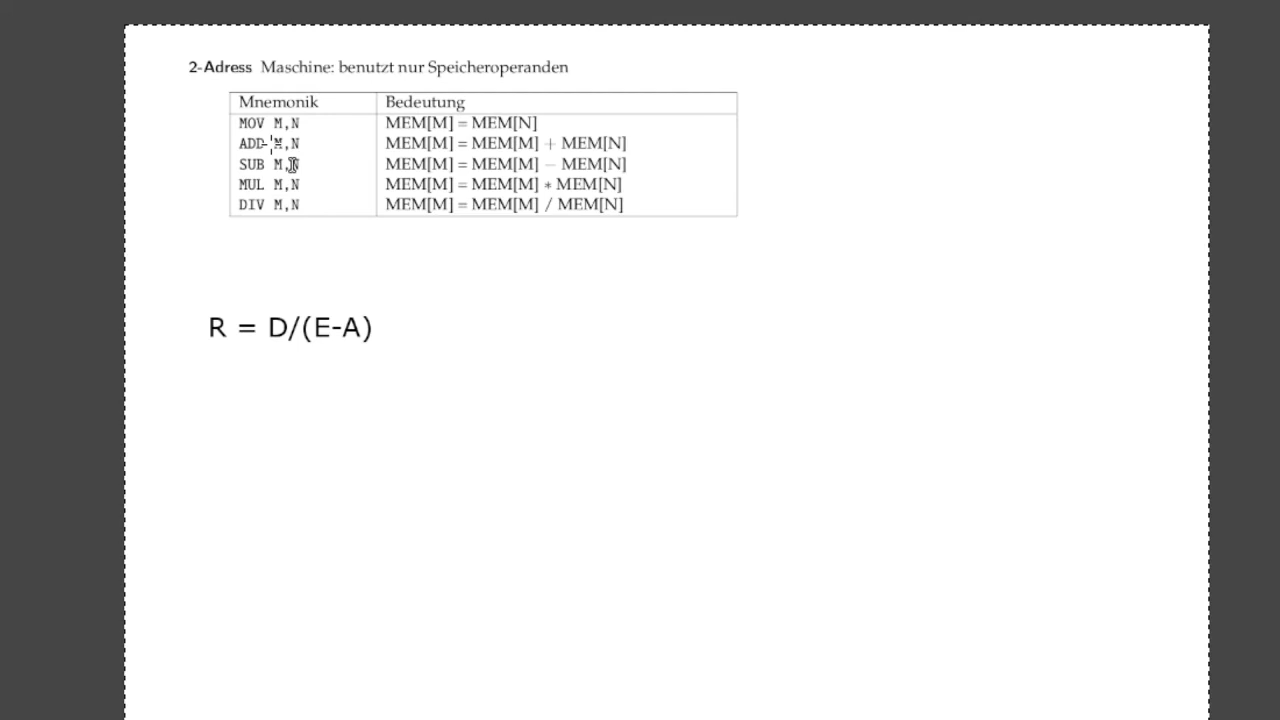 2-Adress Maschine: benutzt nur Speicheroperanden
Mnemonik Bedeutung
MOV M,N MEM[M] = MEM[N]
ADD M,N MEM[M] = MEM[M] + MEM[N]
SUB M,N MEM[M] = MEM[M] − MEM[N]
MUL M,N MEM[M] = MEM[M] * MEM[N]
DIV M,N MEM[M] = MEM[M] / MEM[N]
R = D/(E-A)